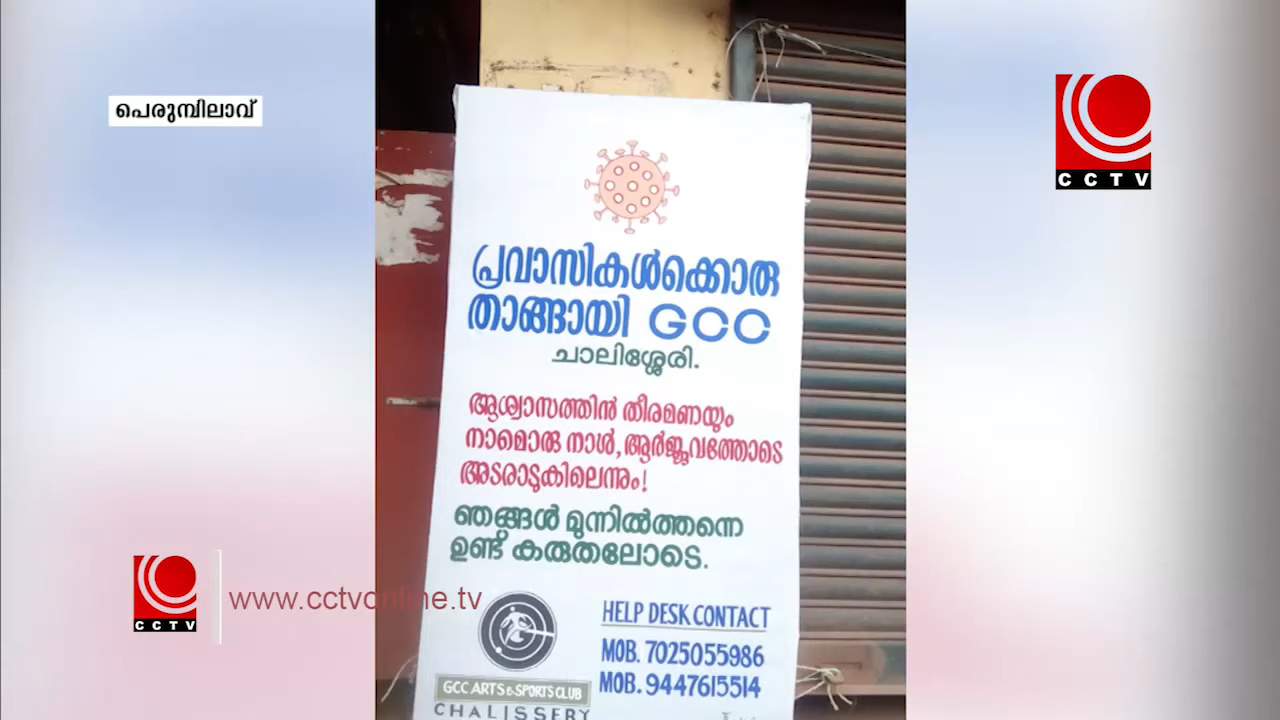 പെരുമ്പിലാവ്
CCTV
പ്രവാസികൾക്കൊരു
താങ്ങായി GCC
ചാലിശ്ശേരി.
ആശ്വാസത്തിൻ തീരമണയും
നാമൊരു നാൾ, ആർജ്ജവത്തോടെ
അടരാടുകിലെന്നും!
ഞങ്ങൾ മുന്നിൽത്തന്നെ
ഉണ്ട് കരുതലോടെ.
HELP DESK CONTACT
MOB. 7025055986
MOB. 9447615514
GCC ARTS & SPORTS CLUB
CHALISSERY
CCTV
www.cctvonline.tv